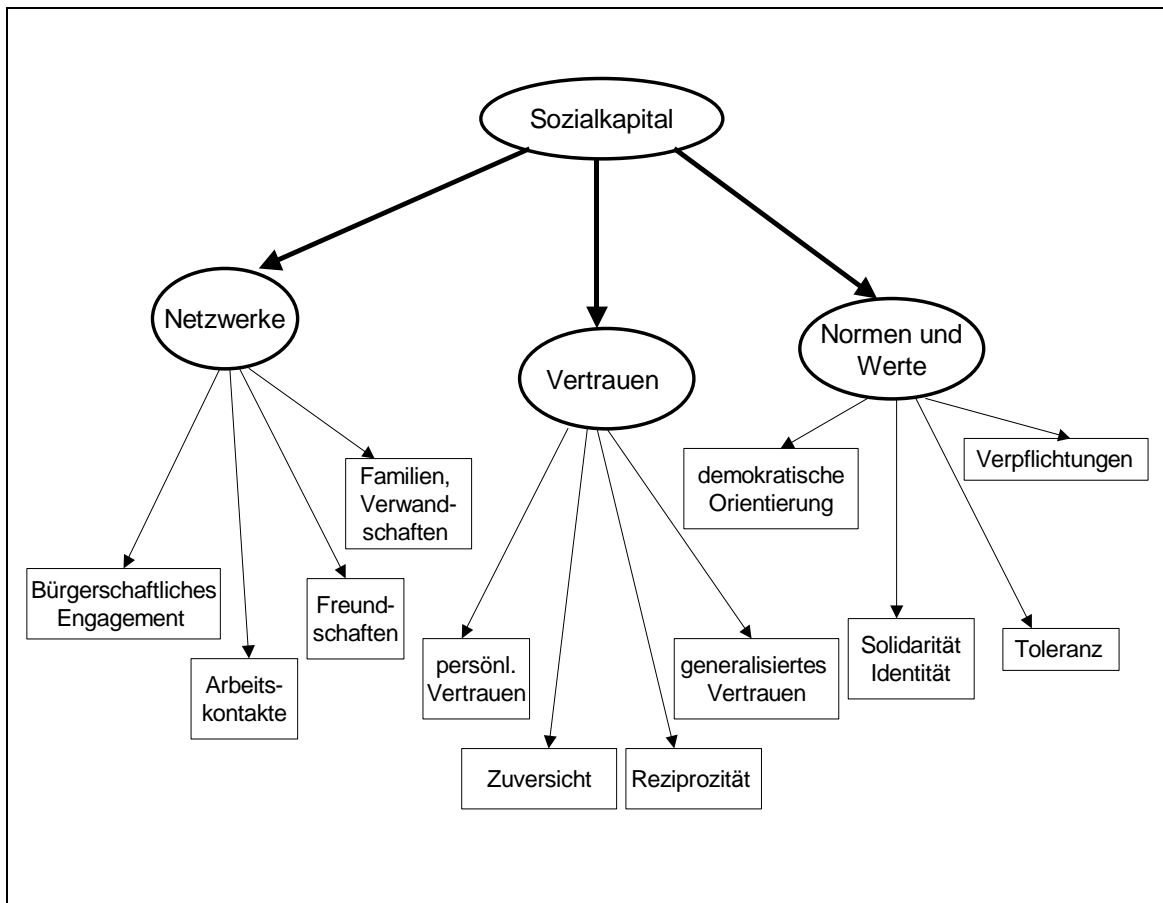 Sozialkapital
Netzwerke
Vertrauen
Normen und
Werte
Familien,
Verwand-
schaften
Bürgerschaftliches
Engagement
Freund-
schaften
Arbeits-
kontakte
persönl.
Vertrauen
generalisiertes
Vertrauen
Zuversicht
Reziprozität
demokratische
Orientierung
Verpflichtungen
Solidarität
Identität
Toleranz